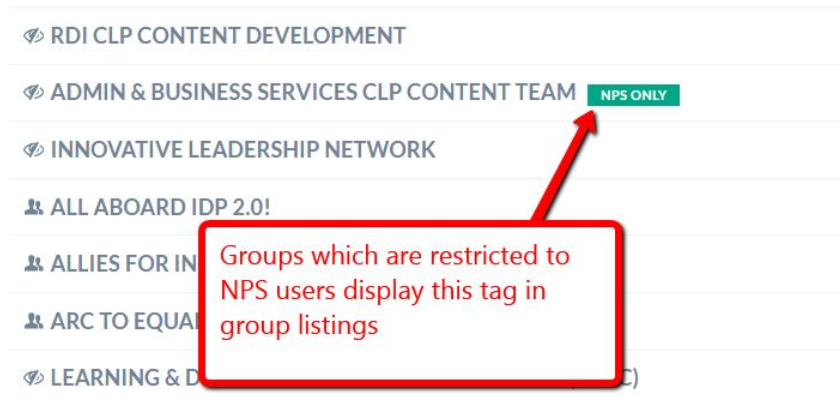 RDI CLP CONTENT DEVELOPMENT
ADMIN & BUSINESS SERVICES CLP CONTENT TEAM NPS ONLY
INNOVATIVE LEADERSHIP NETWORK
ALL ABOARD IDP 2.0!
ALLIES FOR IN
ARC TO EQUA
LEARNING & D C)
Groups which are restricted to
NPS users display this tag in
group listings